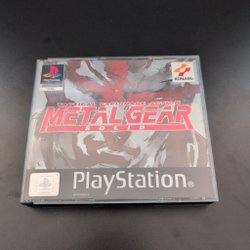 KONAMI
TACTICAL ESPIONAGE ACTION
METAL GEAR
SOLID
PlayStation